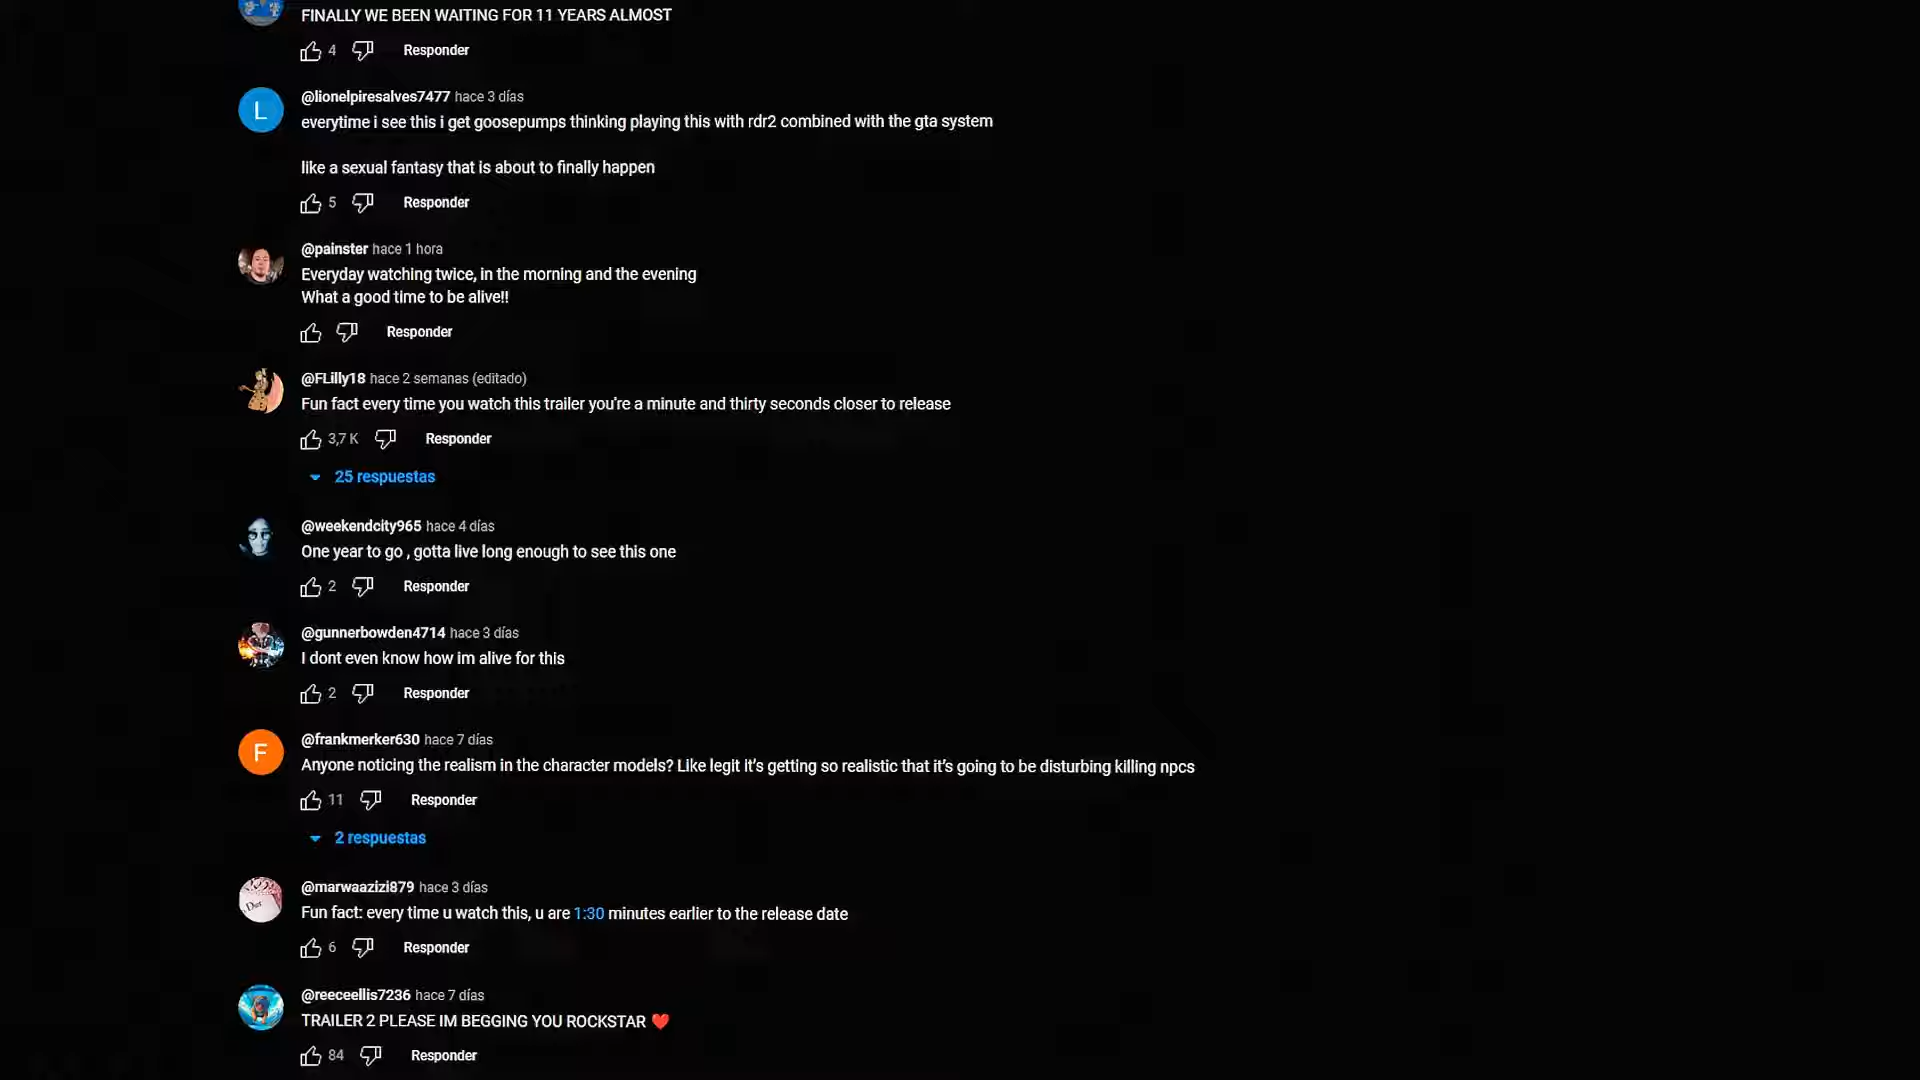 FINALLY WE BEEN WAITING FOR 11 YEARS ALMOST
4 Responder
L
@lionelpiresalves7477 hace 3 días
everytime i see this i get goosepumps thinking playing this with rdr2 combined with the gta system
like a sexual fantasy that is about to finally happen
5 Responder
@painster hace 1 hora
Everyday watching twice, in the morning and the evening
What a good time to be alive!!
Responder
@FLilly18 hace 2 semanas (editado)
Fun fact every time you watch this trailer you're a minute and thirty seconds closer to release
3,7 K Responder
25 respuestas
@weekendcity965 hace 4 días
One year to go , gotta live long enough to see this one
2 Responder
@gunnerbowden4714 hace 3 días
I dont even know how im alive for this
2 Responder
F
@frankmerker630 hace 7 días
Anyone noticing the realism in the character models? Like legit it’s getting so realistic that it’s going to be disturbing killing npcs
11 Responder
2 respuestas
Dior
@marwaazizi879 hace 3 días
Fun fact: every time u watch this, u are 1:30 minutes earlier to the release date
6 Responder
@reeceellis7236 hace 7 días
TRAILER 2 PLEASE IM BEGGING YOU ROCKSTAR ❤️
84 Responder